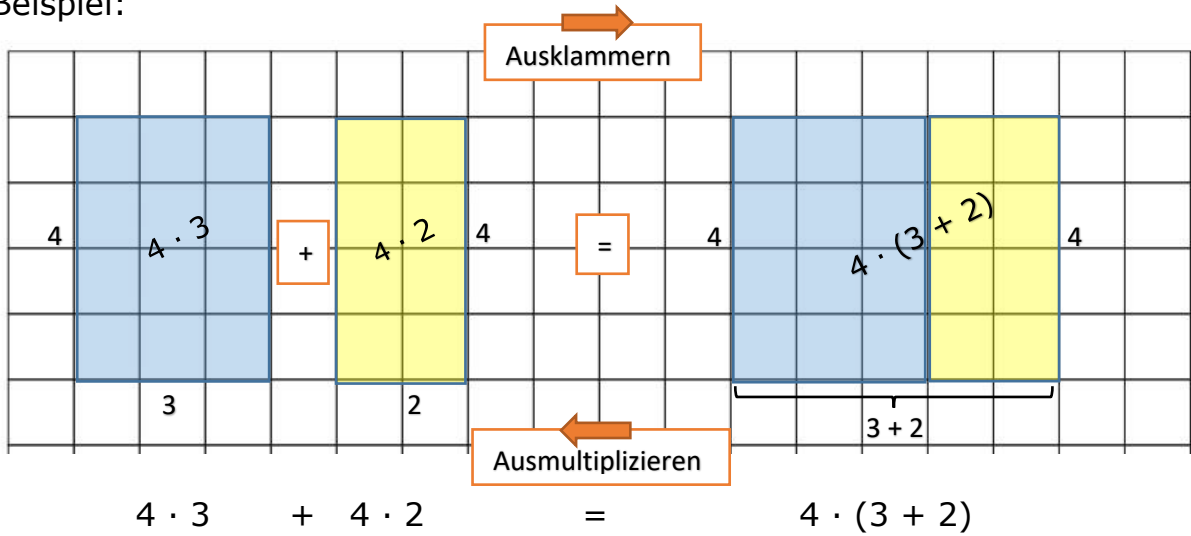 Beispiel:
Ausklammern
4 4 · 3 + 4 · 2 4 = 4 4 · (3 + 2) 4
3 2 3 + 2
Ausmultiplizieren
4 · 3 + 4 · 2 = 4 · (3 + 2)